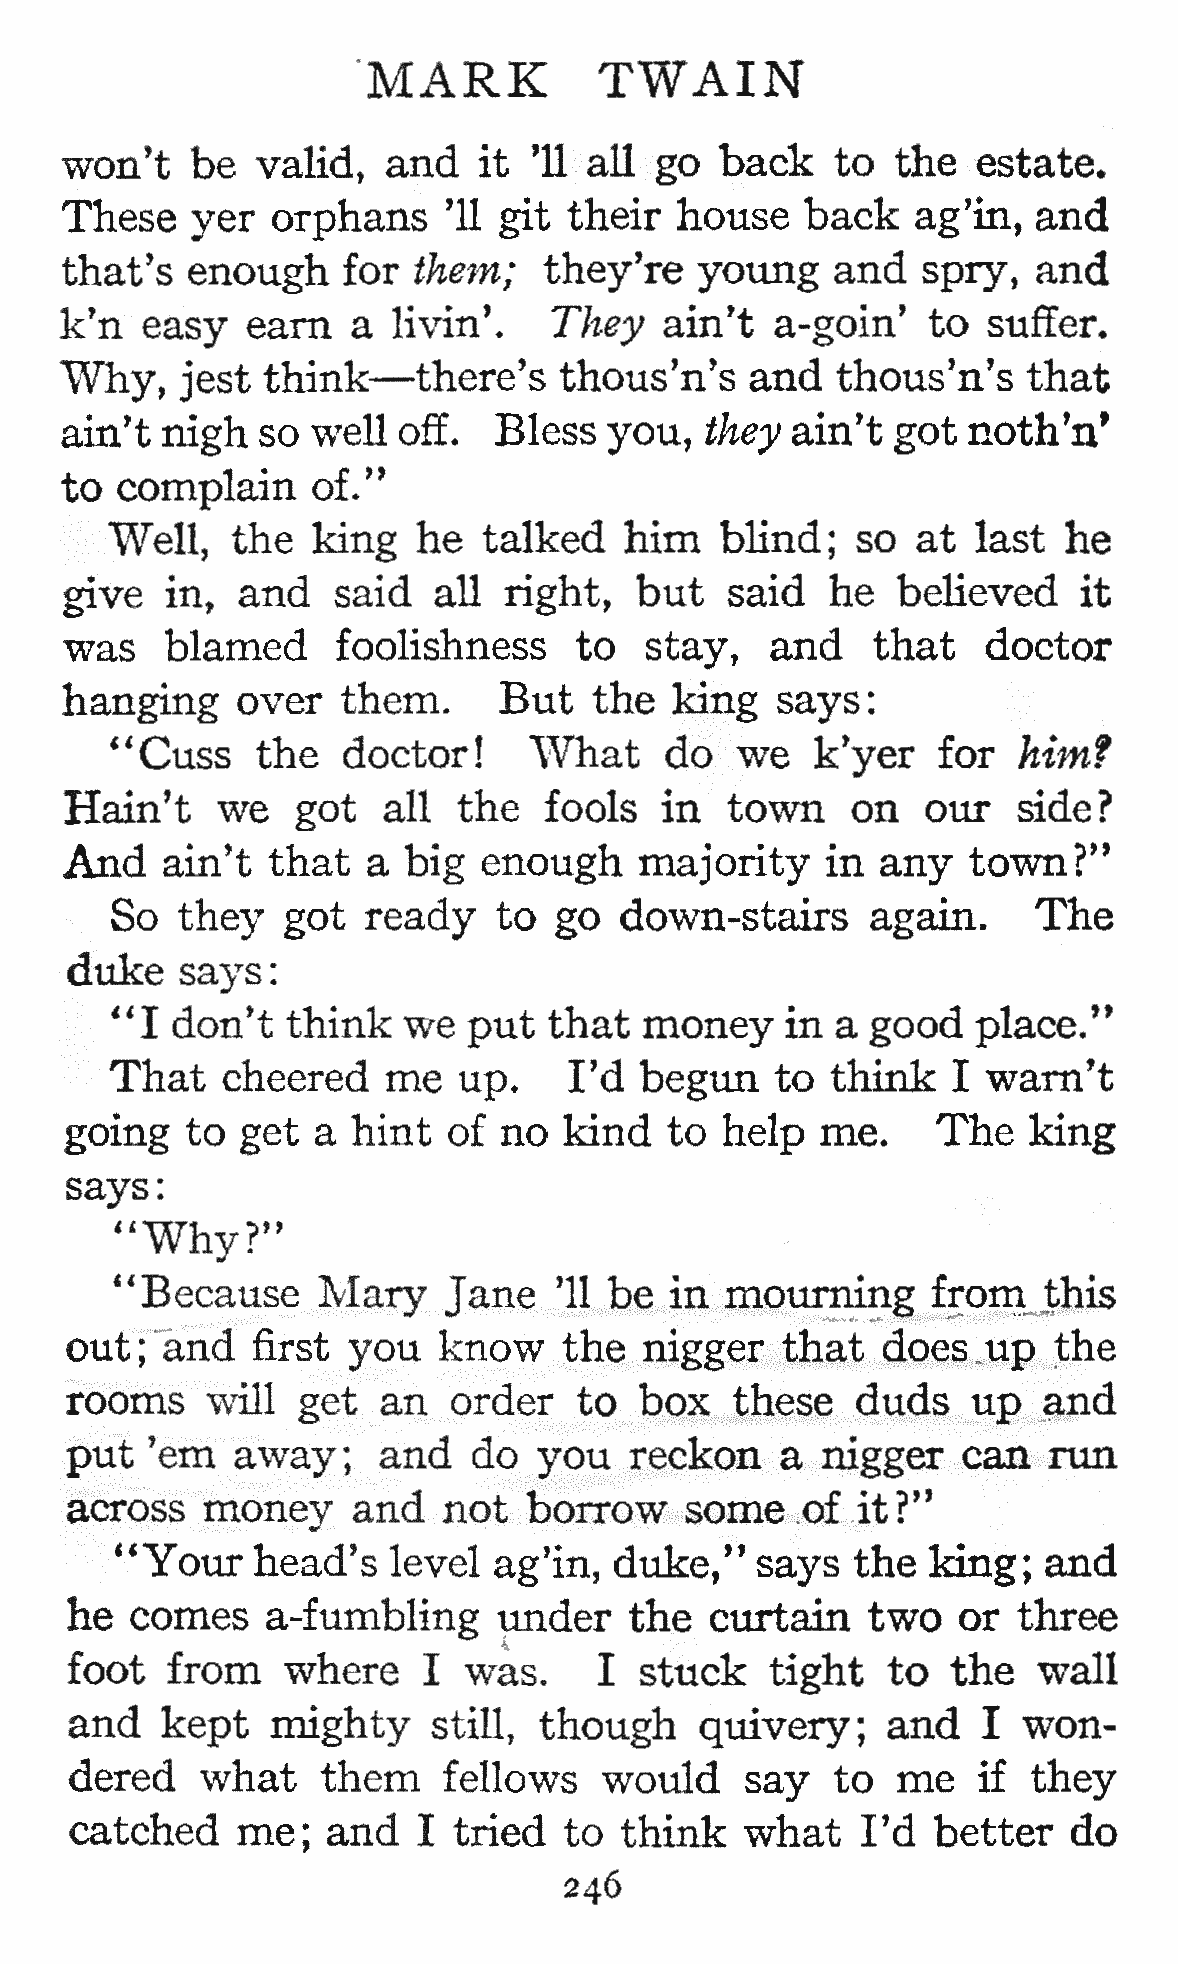 MARK TWAIN
won't be valid, and it 'll all go back to the estate.
These yer orphans 'll git their house back ag'in, and
that's enough for them; they're young and spry, and
k'n easy earn a livin'. They ain't a-goin' to suffer.
Why, jest think—there's thous'n's and thous'n's that
ain't nigh so well off. Bless you, they ain't got noth'n'
to complain of."
Well, the king he talked him blind; so at last he
give in, and said all right, but said he believed it
was blamed foolishness to stay, and that doctor
hanging over them. But the king says:
"Cuss the doctor! What do we k'yer for him?
Hain't we got all the fools in town on our side?
And ain't that a big enough majority in any town?"
So they got ready to go down-stairs again. The
duke says:
"I don't think we put that money in a good place."
That cheered me up. I'd begun to think I warn't
going to get a hint of no kind to help me. The king
says:
"Why?"
"Because Mary Jane 'll be in mourning from this
out; and first you know the nigger that does up the
rooms will get an order to box these duds up and
put 'em away; and do you reckon a nigger can run
across money and not borrow some of it?"
"Your head's level ag'in, duke," says the king; and
he comes a-fumbling under the curtain two or three
foot from where I was. I stuck tight to the wall
and kept mighty still, though quivery; and I won-
dered what them fellows would say to me if they
catched me; and I tried to think what I'd better do
246